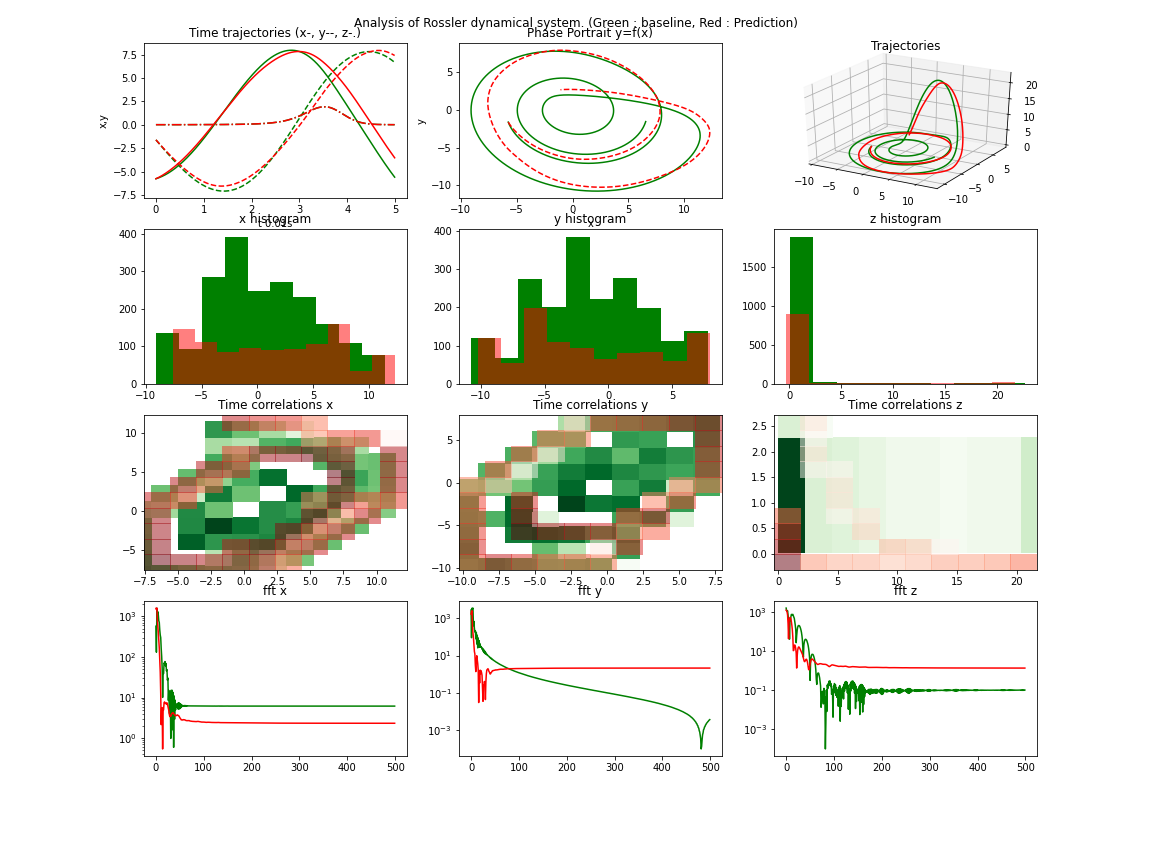 Analysis of Rossler dynamical system. (Green : baseline, Red : Prediction)
Time trajectories (x-, y--, z-.)
Phase Portrait y=f(x)
Trajectories
7.5
5.0
2.5
0.0
−2.5
−5.0
−7.5
x,y
0 1 2 3 4 5
t 0.01s
5
0
−5
−10
y
−10 −5 0 5 10
x
20
15
10
5
0
−10 −5 0 5 10
−10 −5 0 5
x histogram
y histogram
z histogram
400
300
200
100
0
−10 −5 0 5 10
400
300
200
100
0
−10 −5 0 5
1500
1000
500
0
0 5 10 15 20
Time correlations x
Time correlations y
Time correlations z
10
5
0
−5
−7.5 −5.0 −2.5 0.0 2.5 5.0 7.5 10.0
5
0
−5
−10
−10.0 −7.5 −5.0 −2.5 0.0 2.5 5.0 7.5
2.5
2.0
1.5
1.0
0.5
0.0
0 5 10 15 20
fft x
fft y
fft z
10³
10²
10¹
10⁰
0 100 200 300 400 500
10³
10¹
10⁻¹
10⁻³
0 100 200 300 400 500
10³
10¹
10⁻¹
10⁻³
0 100 200 300 400 500